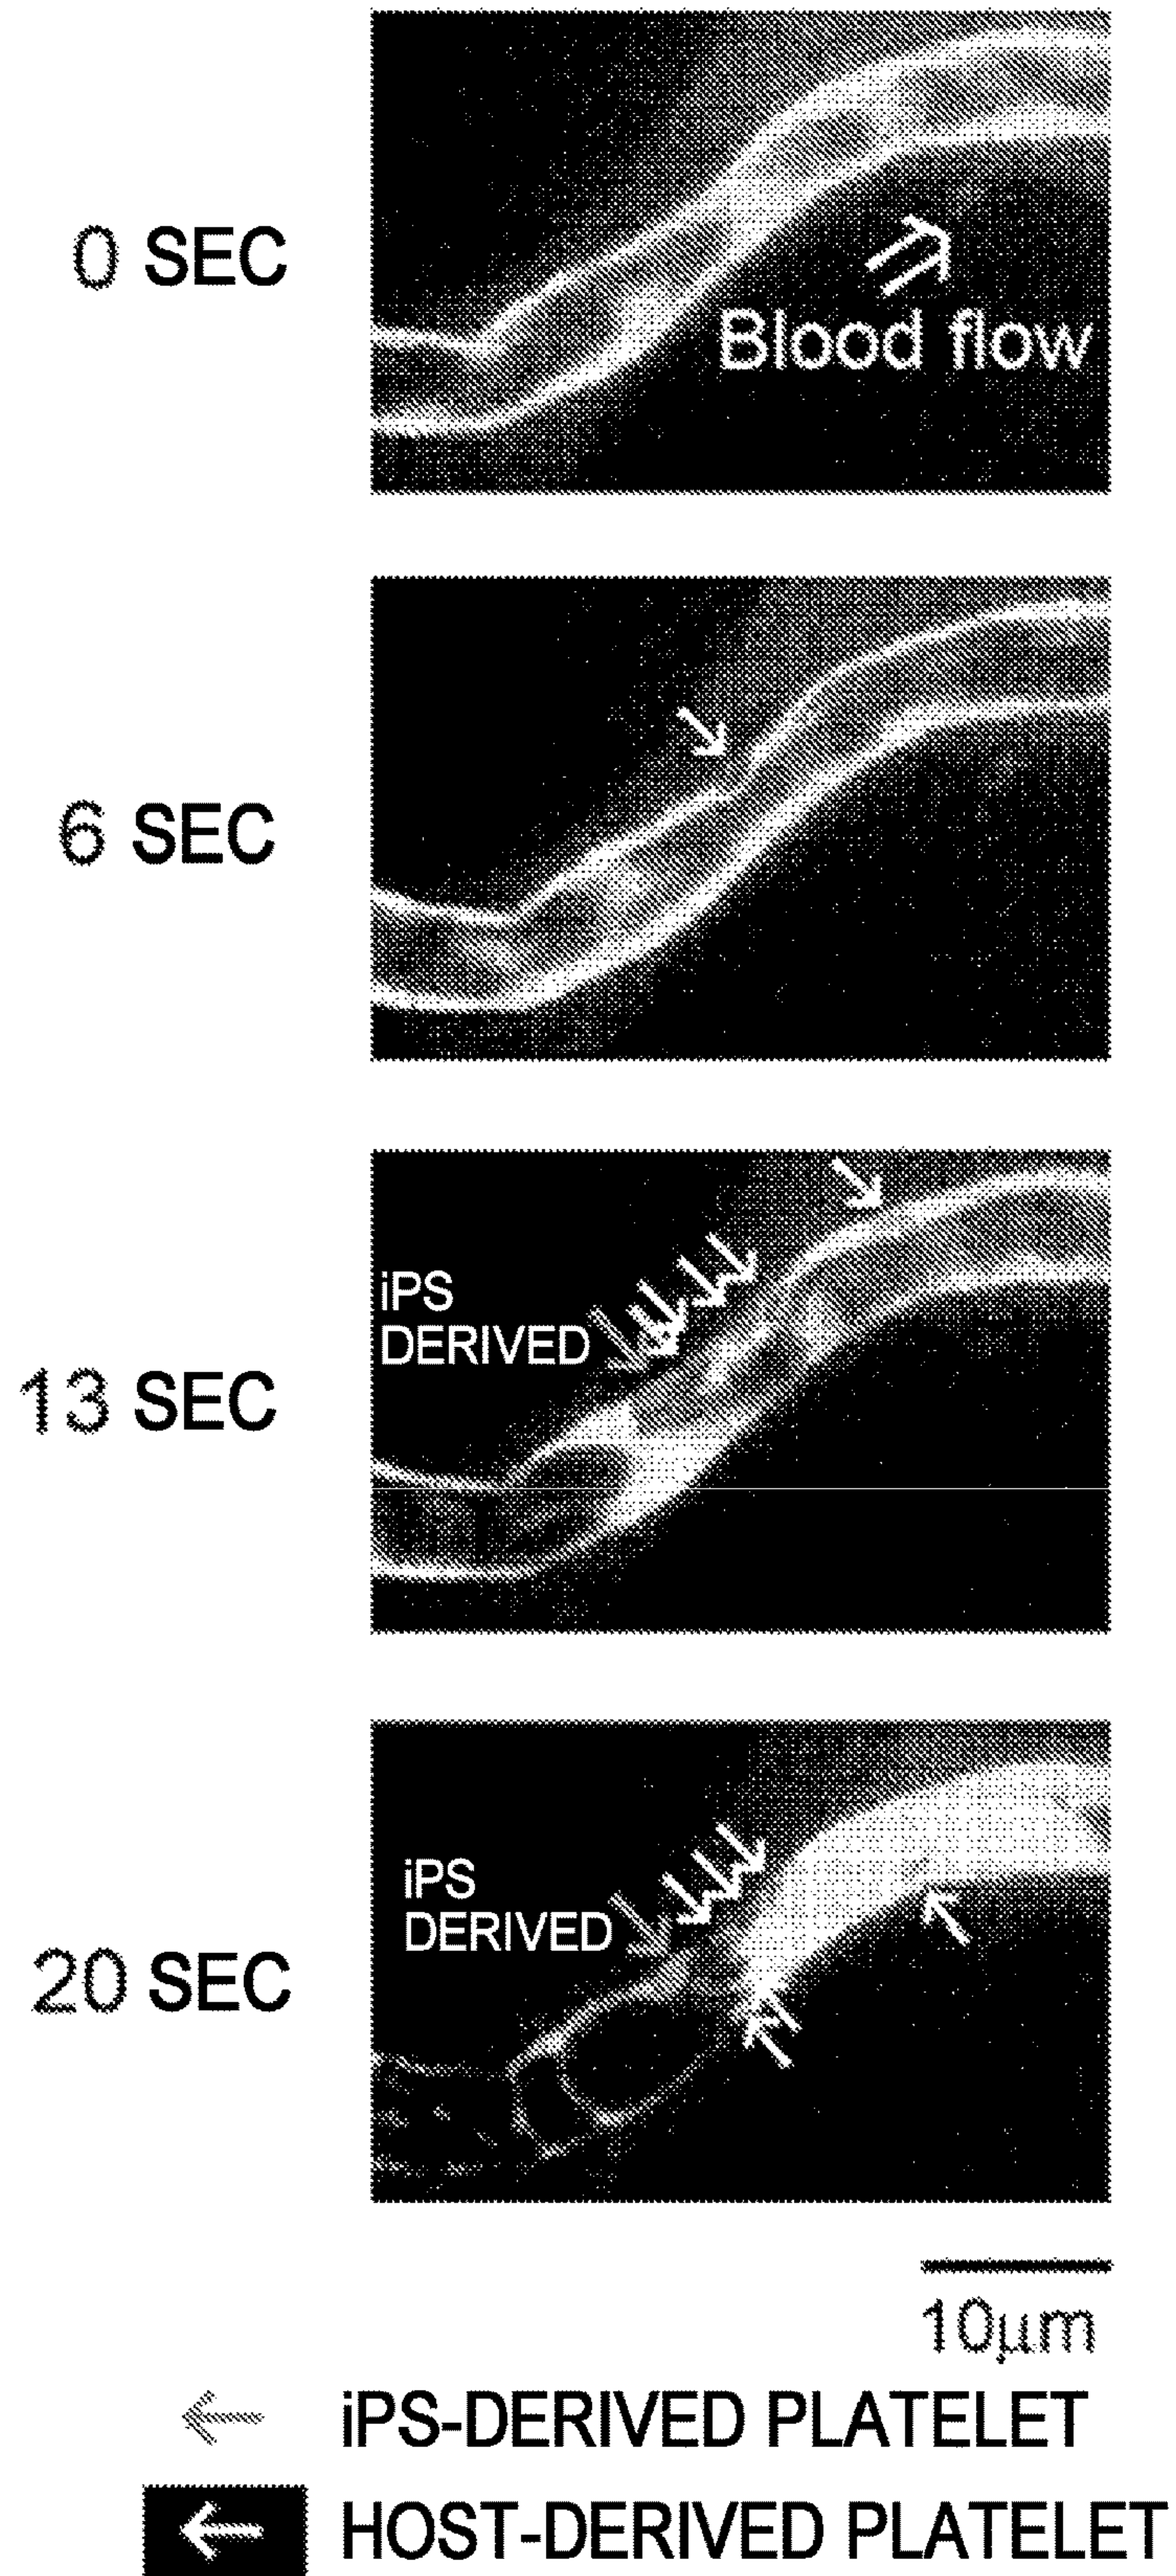 0 SEC
Blood flow
6 SEC
13 SEC
iPS
DERIVED
20 SEC
iPS
DERIVED
10μm
iPS-DERIVED PLATELET
HOST-DERIVED PLATELET